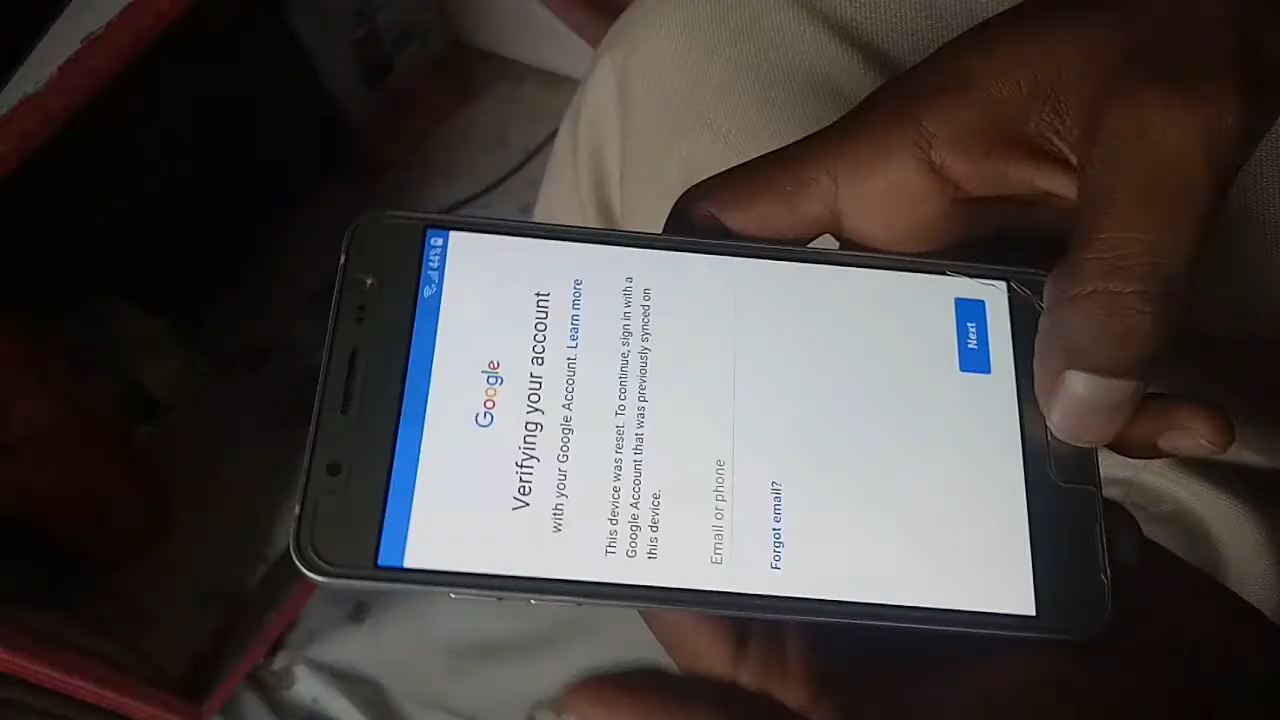 44%
Google
Verifying your account
with your Google Account. Learn more
This device was reset. To continue, sign in with a
Google Account that was previously synced on
this device.
Email or phone
Forgot email?
Next